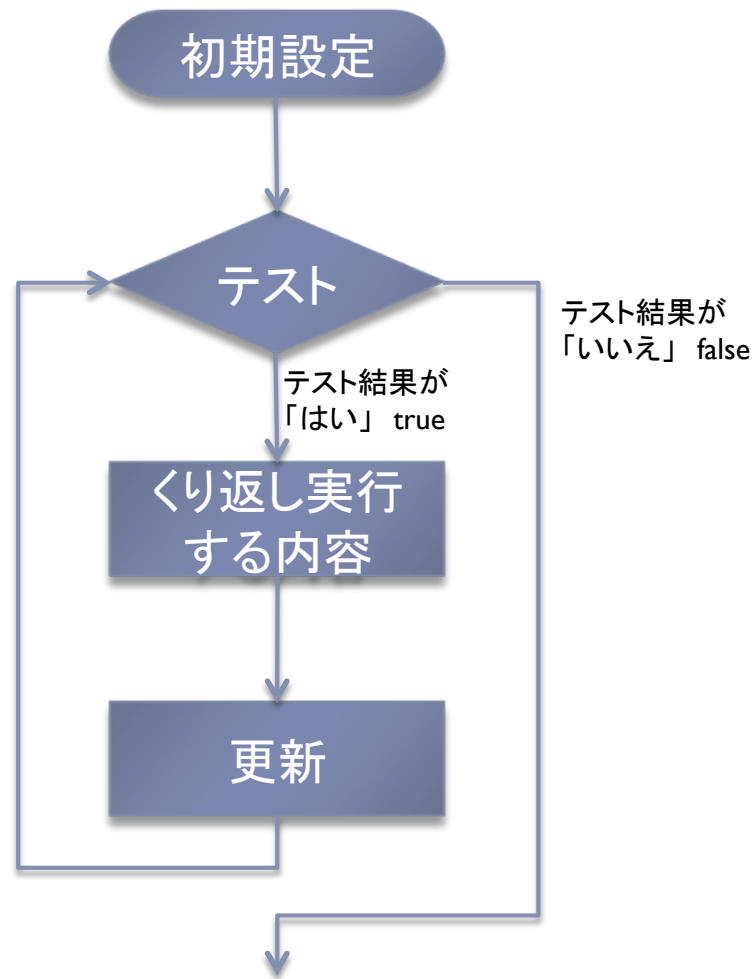 初期設定
テスト
テスト結果が
「いいえ」 false
テスト結果が
「はい」 true
くり返し実行
する内容
更新